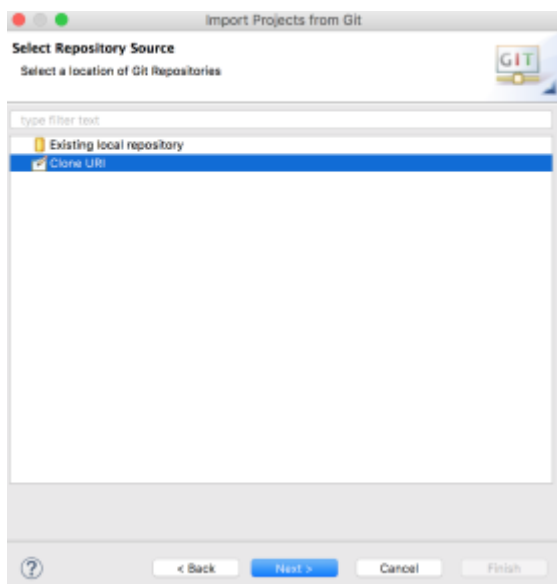 Import Projects from Git
Select Repository Source
Select a location of Git Repositories
GIT
type filter text
Existing local repository
Clone URI
?
< Back
Next >
Cancel
Finish